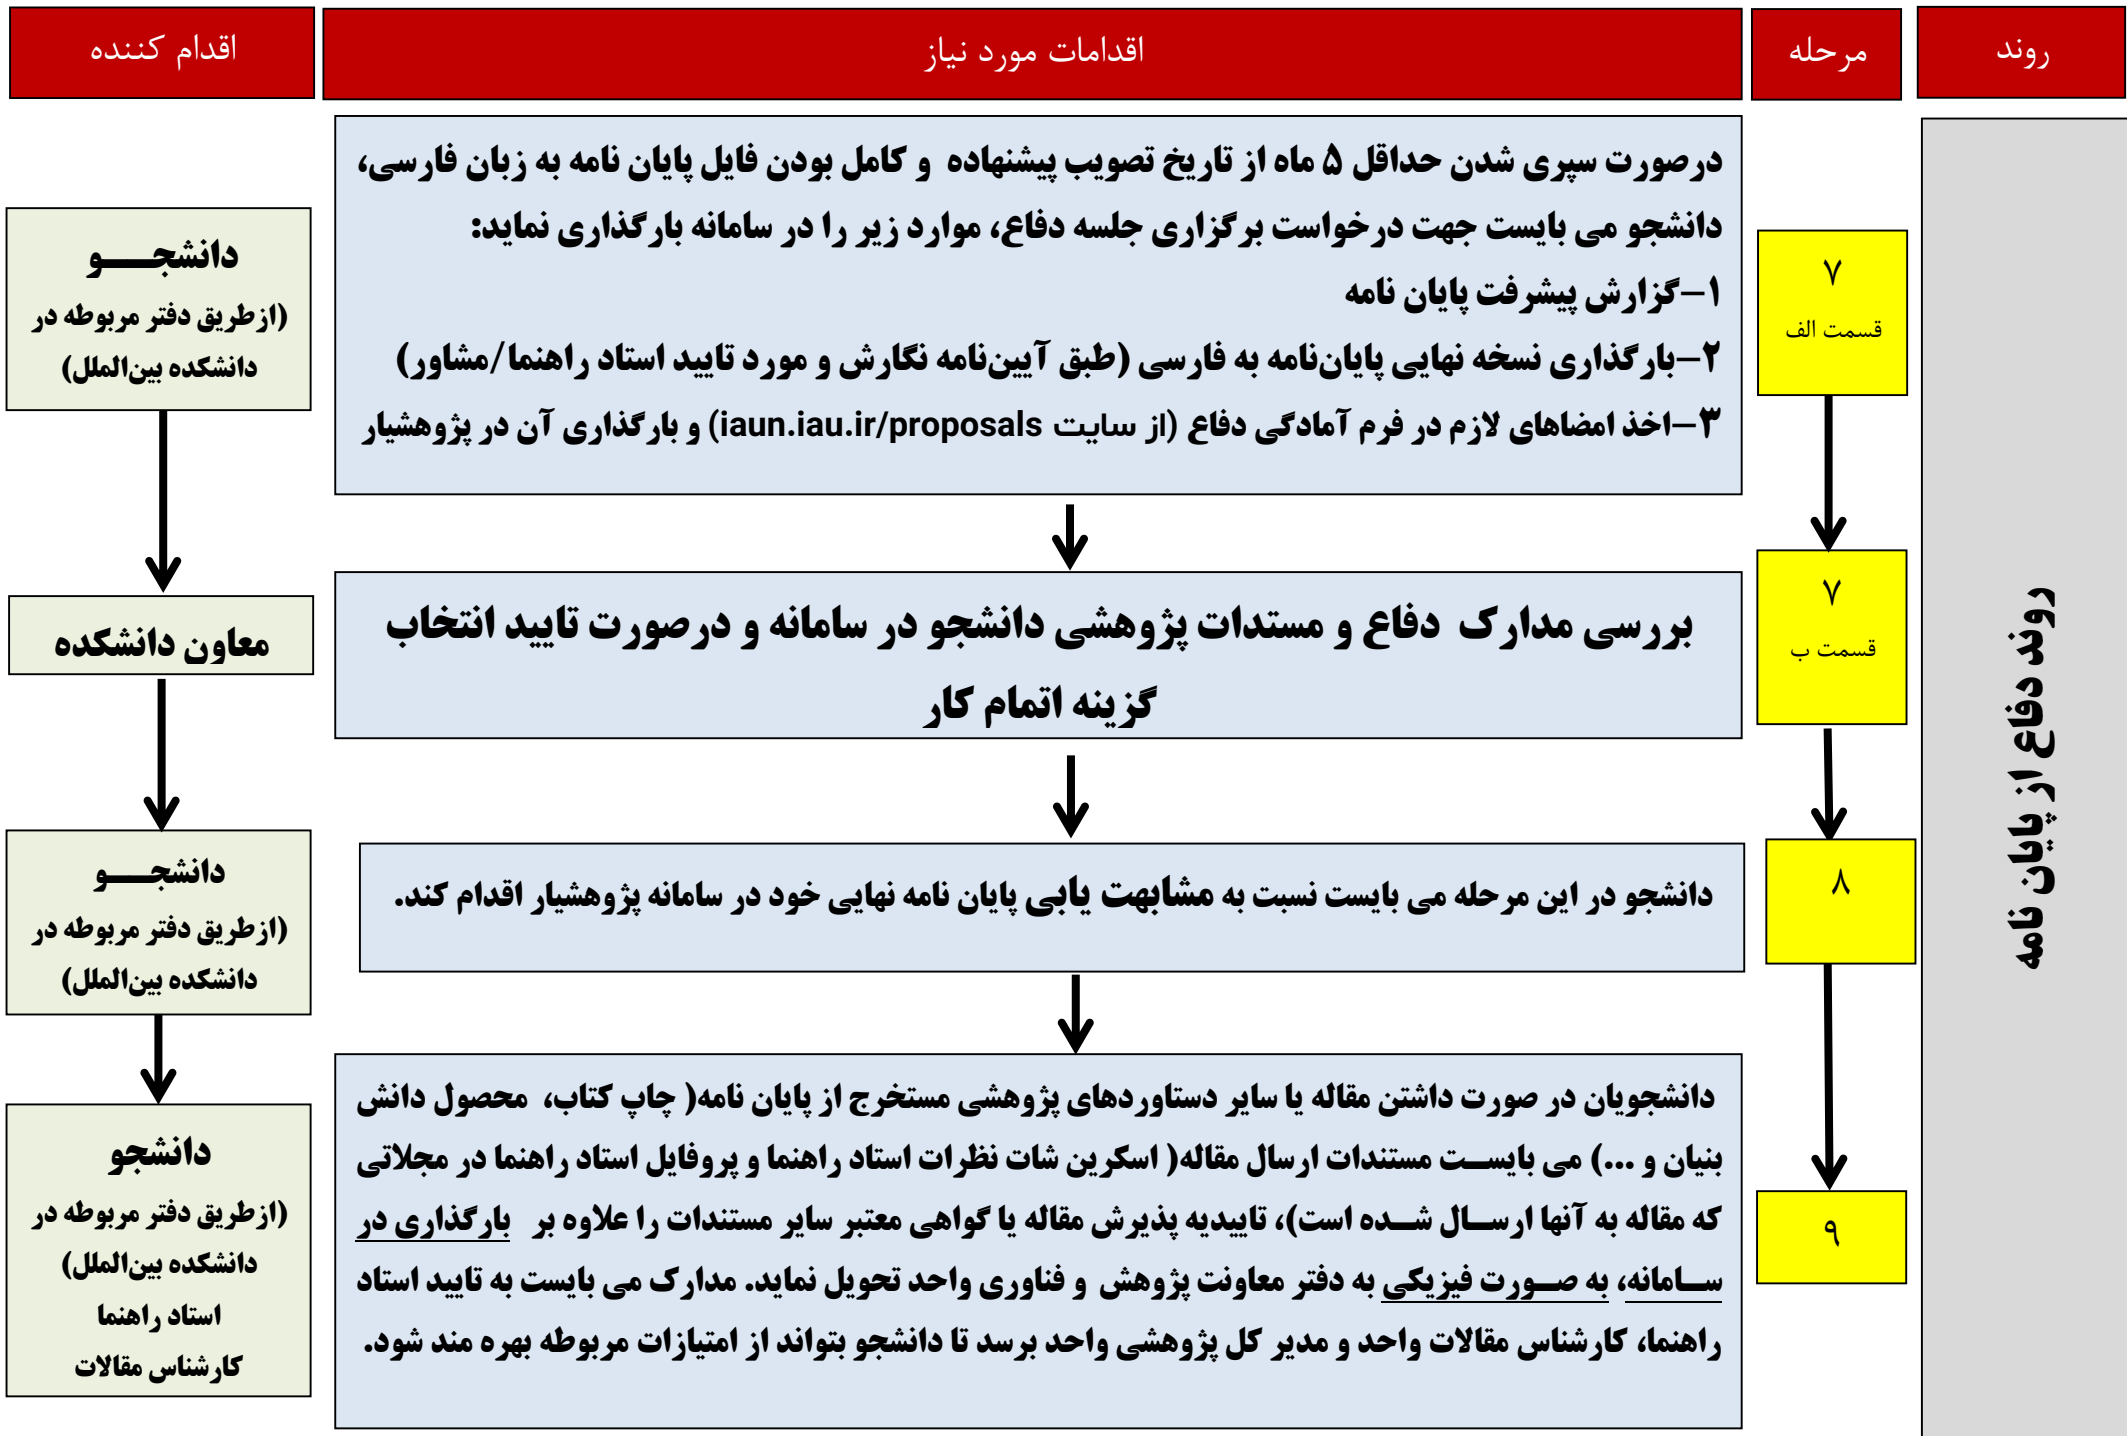 روند
مرحله
اقدامات مورد نیاز
اقدام کننده
روند دفاع از پایان نامه
۷
قسمت الف
درصورت سپری شدن حداقل ۵ ماه از تاریخ تصویب پیشنهاده و کامل بودن فایل پایان نامه به زبان فارسی،
دانشجو می بایست جهت درخواست برگزاری جلسه دفاع، موارد زیر را در سامانه بارگذاری نماید:
۱-گزارش پیشرفت پایان نامه
۲-بارگذاری نسخه نهایی پایان‌نامه به فارسی (طبق آیین‌نامه نگارش و مورد تایید استاد راهنما/مشاور)
۳-اخذ امضاهای لازم در فرم آمادگی دفاع (از سایت iaun.iau.ir/proposals) و بارگذاری آن در پژوهشیار
دانشجـــو
(ازطریق دفتر مربوطه در
دانشکده بین‌الملل)
۷
قسمت ب
بررسی مدارک دفاع و مستدات پژوهشی دانشجو در سامانه و درصورت تایید انتخاب
گزینه اتمام کار
معاون دانشکده
۸
دانشجو در این مرحله می بایست نسبت به مشابهت یابی پایان نامه نهایی خود در سامانه پژوهشیار اقدام کند.
دانشجـــو
(ازطریق دفتر مربوطه در
دانشکده بین‌الملل)
۹
دانشجویان در صورت داشتن مقاله یا سایر دستاوردهای پژوهشی مستخرج از پایان نامه( چاپ کتاب، محصول دانش
بنیان و ...) می بایســت مستندات ارسال مقاله( اسکرین شات نظرات استاد راهنما و پروفایل استاد راهنما در مجلاتی
که مقاله به آنها ارســال شــده است)، تاییدیه پذیرش مقاله یا گواهی معتبر سایر مستندات را علاوه بر بارگذاری در
ســامانه، به صــورت فیزیکی به دفتر معاونت پژوهش و فناوری واحد تحویل نماید. مدارک می بایست به تایید استاد
راهنما، کارشناس مقالات واحد و مدیر کل پژوهشی واحد برسد تا دانشجو بتواند از امتیازات مربوطه بهره مند شود.
دانشجو
(ازطریق دفتر مربوطه در
دانشکده بین‌الملل)
استاد راهنما
کارشناس مقالات